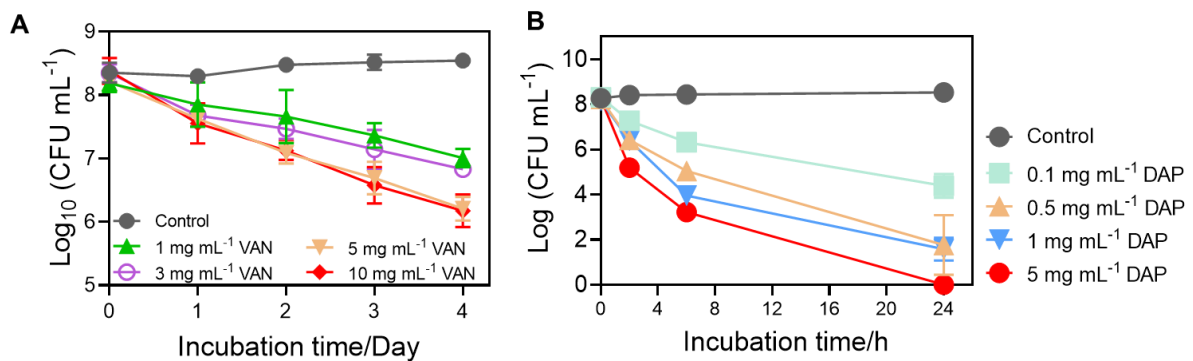 A
Log₁₀ (CFU mL⁻¹)
9
8
7
6
5
0
1
2
3
4
Incubation time/Day
Control
1 mg mL⁻¹ VAN
3 mg mL⁻¹ VAN
5 mg mL⁻¹ VAN
10 mg mL⁻¹ VAN
B
Log (CFU mL⁻¹)
10
8
6
4
2
0
0
4
8
12
16
20
24
Incubation time/h
Control
0.1 mg mL⁻¹ DAP
0.5 mg mL⁻¹ DAP
1 mg mL⁻¹ DAP
5 mg mL⁻¹ DAP